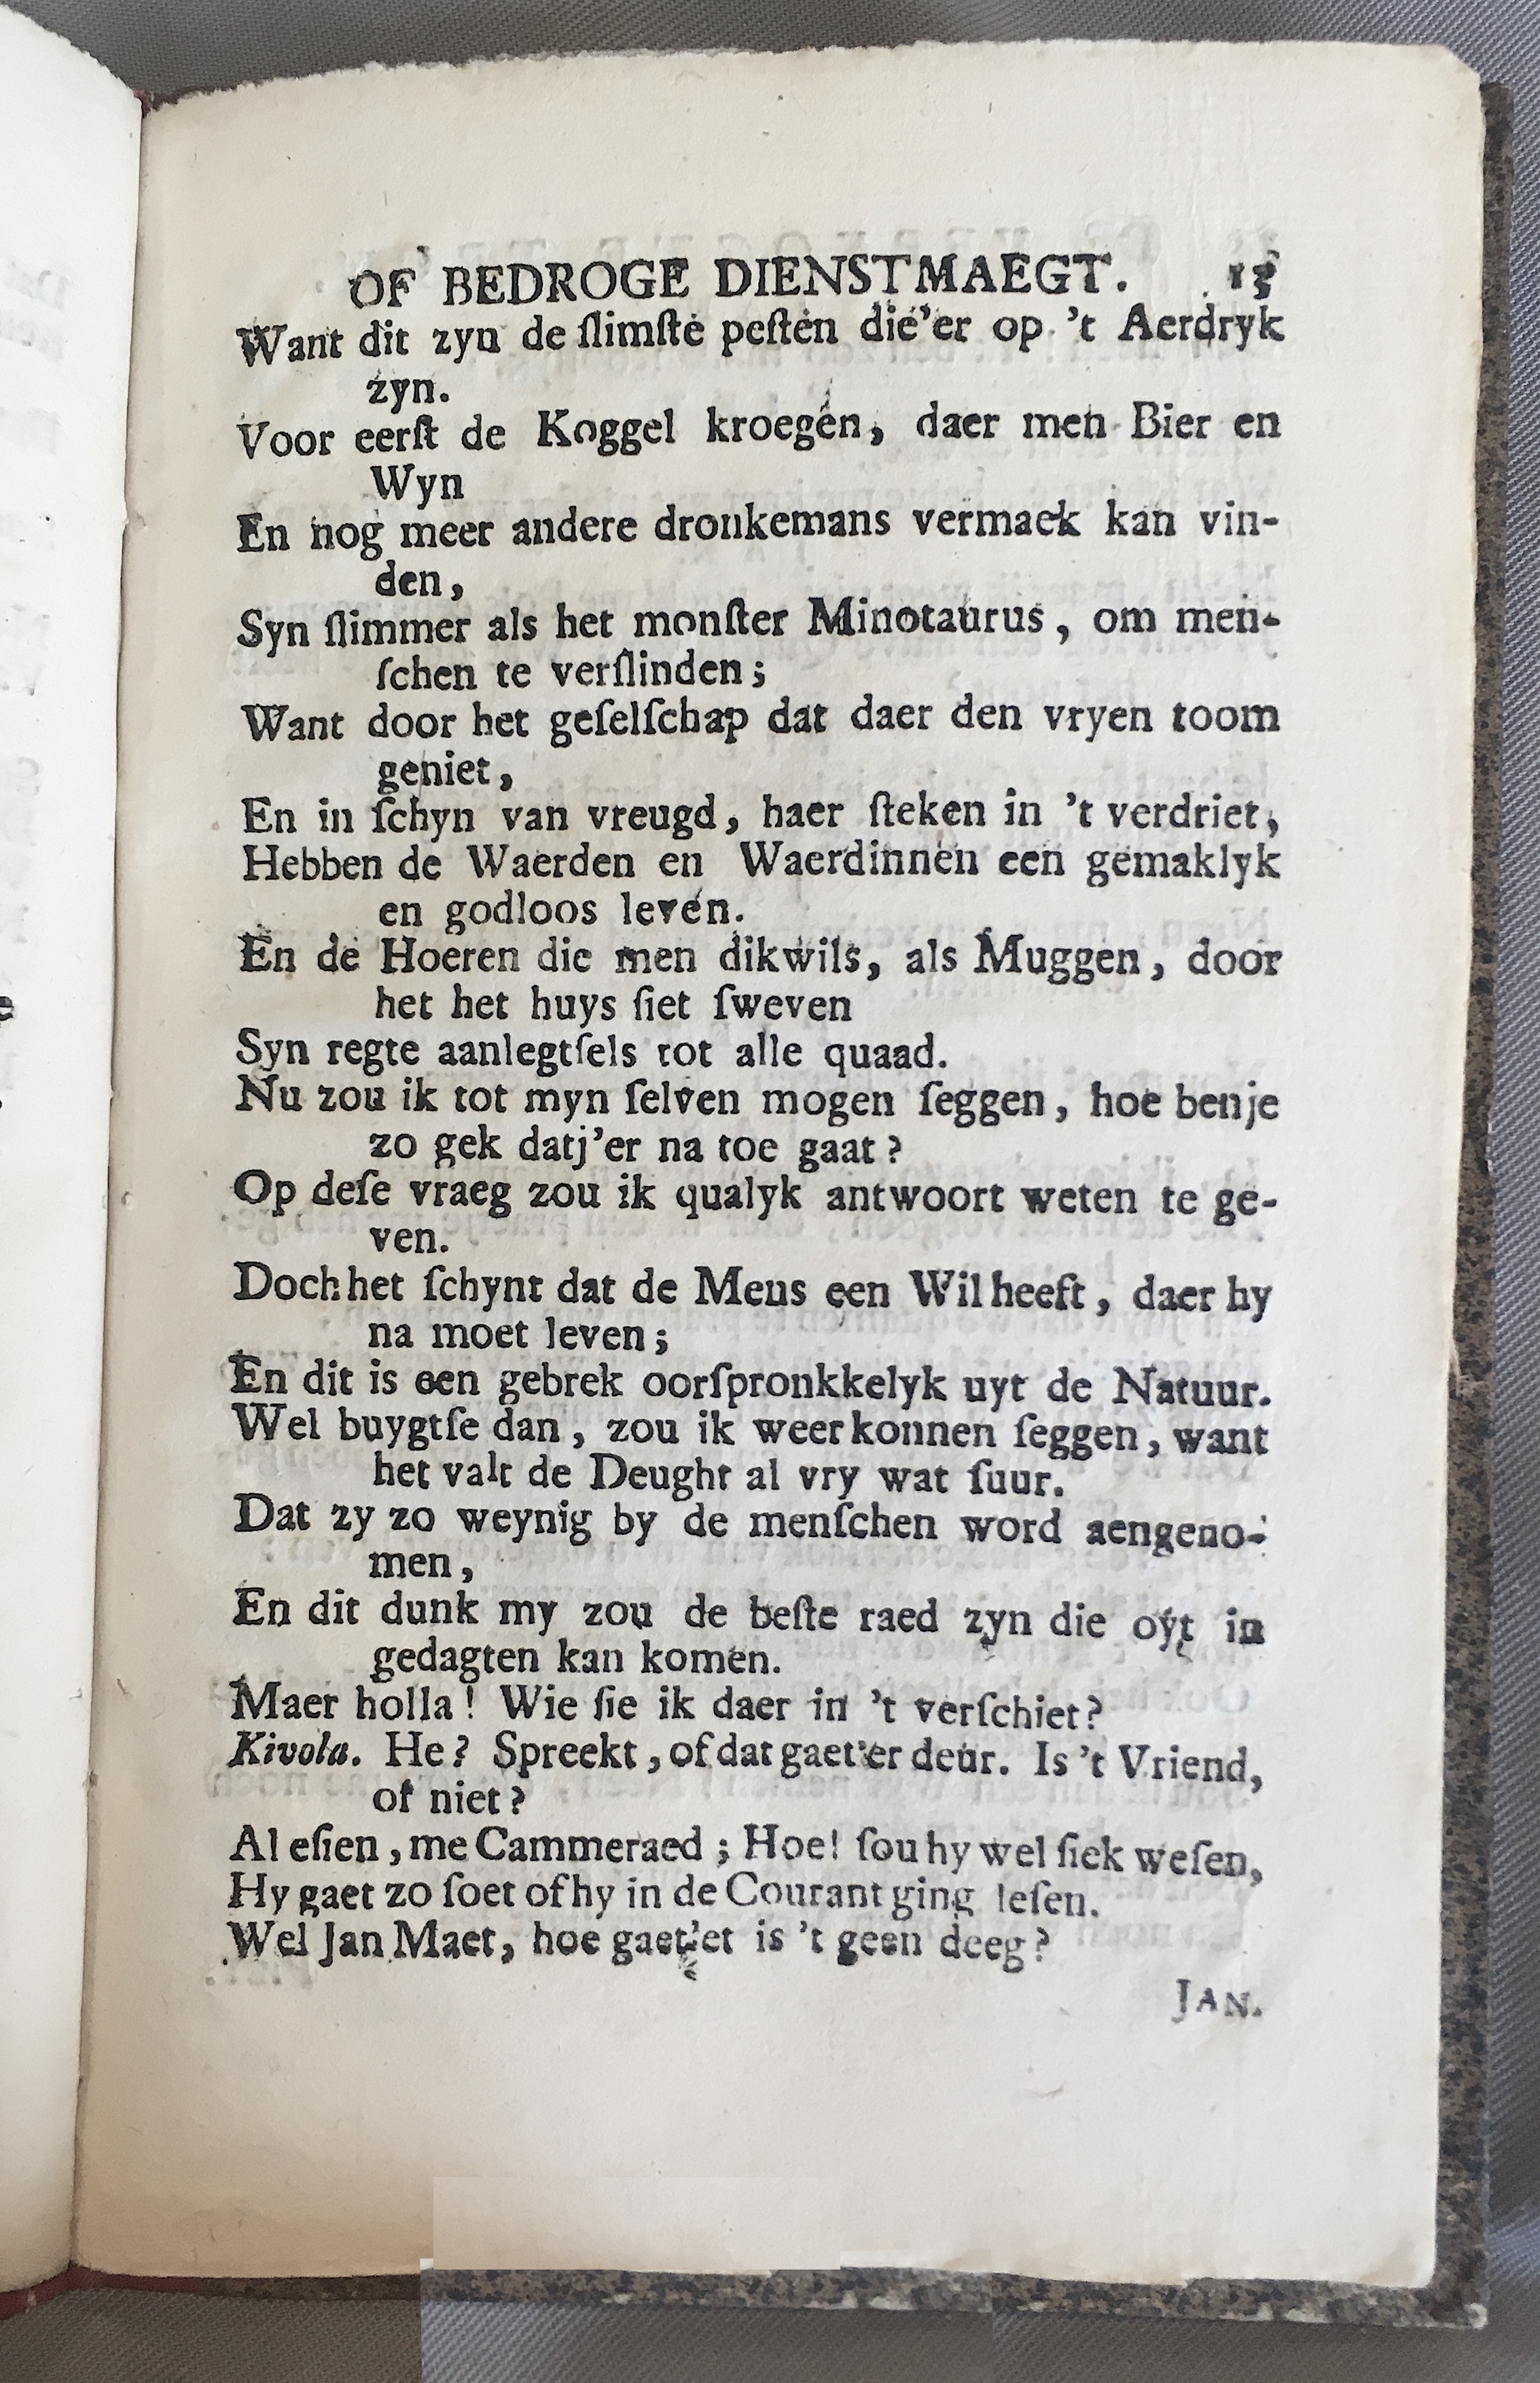 OF BEDROGE DIENSTMAEGT. 13
Want dit zyn de ſlimſte peſten die'er op 't Aerdryk
zyn.
Voor eerſt de Koggel kroegen, daer men Bier en
Wyn
En nog meer andere dronkemans vermaek kan vin-
den,
Syn ſlimmer als het monſter Minotaurus, om men-
ſchen te verſlinden;
Want door het geſelſchap dat daer den vryen toom
geniet,
En in ſchyn van vreugd, haer ſteken in 't verdriet,
Hebben de Waerden en Waerdinnen een gemaklyk
en godloos leven.
En de Hoeren die men dikwils, als Muggen, door
het het huys ſiet ſweven
Syn regte aanlegtſels tot alle quaad.
Nu zou ik tot myn ſelven mogen ſeggen, hoe benje
zo gek datj'er na toe gaat?
Op deſe vraeg zou ik qualyk antwoort weten te ge-
ven.
Doch het ſchynt dat de Mens een Wil heeft, daer hy
na moet leven;
En dit is een gebrek oorſpronkkelyk uyt de Natuur.
Wel buygtſe dan, zou ik weer konnen ſeggen, want
het valt de Deught al vry wat ſuur.
Dat zy zo weynig by de menſchen word aengeno-
men,
En dit dunk my zou de beſte raed zyn die oyt in
gedagten kan komen.
Maer holla! Wie ſie ik daer in 't verſchiet?
Kivola. He? Spreekt, of dat gaet'er deur. Is 't Vriend,
of niet?
Al eſien, me Cammeraed; Hoe! ſou hy wel ſiek weſen,
Hy gaet zo ſoet of hy in de Courant ging leſen.
Wel Jan Maet, hoe gaet'et is 't geen deeg?
JAN.